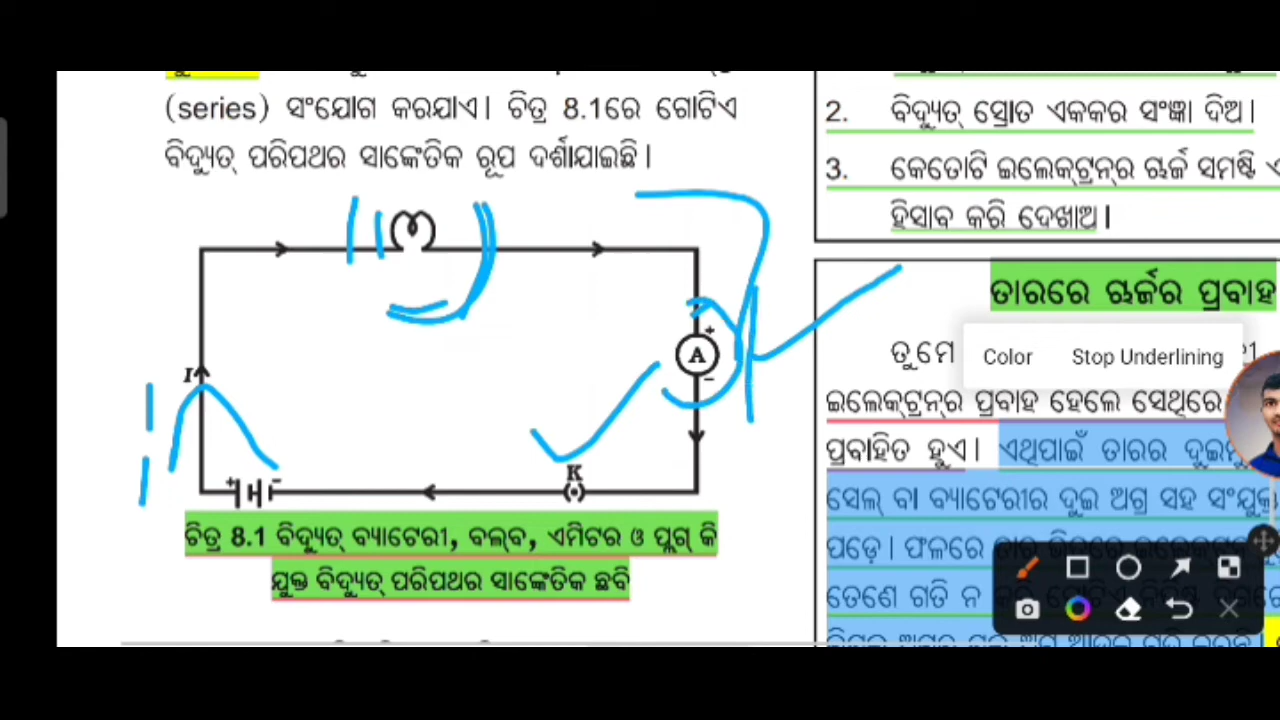 (series) ସଂଯୋଗ କରାଯାଏ। ଚିତ୍ର 8.1ରେ ଗୋଟିଏ
ବିଦ୍ୟୁତ୍ ପରିପଥର ସାଙ୍କେତିକ ରୂପ ଦର୍ଶାଯାଇଛି।
I
+
A
−
K
+ −
ଚିତ୍ର 8.1 ବିଦ୍ୟୁତ୍ ବ୍ୟାଟେରୀ, ବଲ୍‌ବ, ଏମିଟର ଓ ପ୍ଲଗ୍ କି
ଯୁକ୍ତ ବିଦ୍ୟୁତ୍ ପରିପଥର ସାଙ୍କେତିକ ଛବି
2. ବିଦ୍ୟୁତ୍ ସ୍ରୋତ ଏକକର ସଂଜ୍ଞା ଦିଅ।
3. କେତୋଟି ଇଲେକ୍‌ଟ୍ରନ୍‌ର ଚାର୍ଜ ସମଷ୍ଟି
ହିସାବ କରି ଦେଖାଅ।
ତାରରେ ଚାର୍ଜର ପ୍ରବାହ
ତୁମେ
Color Stop Underlining
ଇଲେକ୍‌ଟ୍ରନ୍‌ର ପ୍ରବାହ ହେଲେ ସେଥିରେ
ପ୍ରବାହିତ ହୁଏ। ଏଥିପାଇଁ ତାରର
ସେଲ୍ ବା ବ୍ୟାଟେରୀର ଦୁଇ ଅଗ୍ର ସହ
ପଡ଼େ। ଫଳରେ
ତେଣେ ଗତି ନ